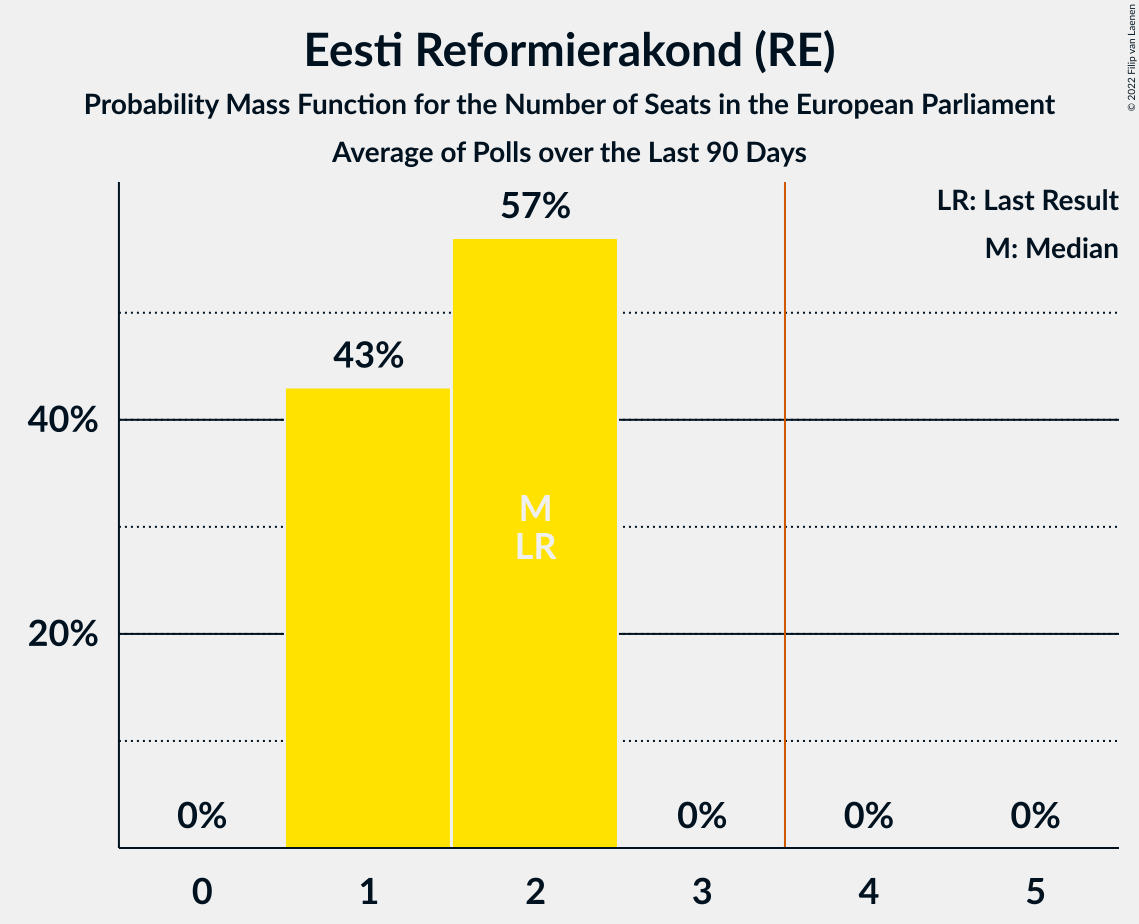 Eesti Reformierakond (RE)
Probability Mass Function for the Number of Seats in the European Parliament
Average of Polls over the Last 90 Days
© 2022 Filip van Laenen
LR: Last Result
M: Median
57%
43%
40%
M
LR
20%
0%
0%
0%
0%
0
1
2
3
4
5